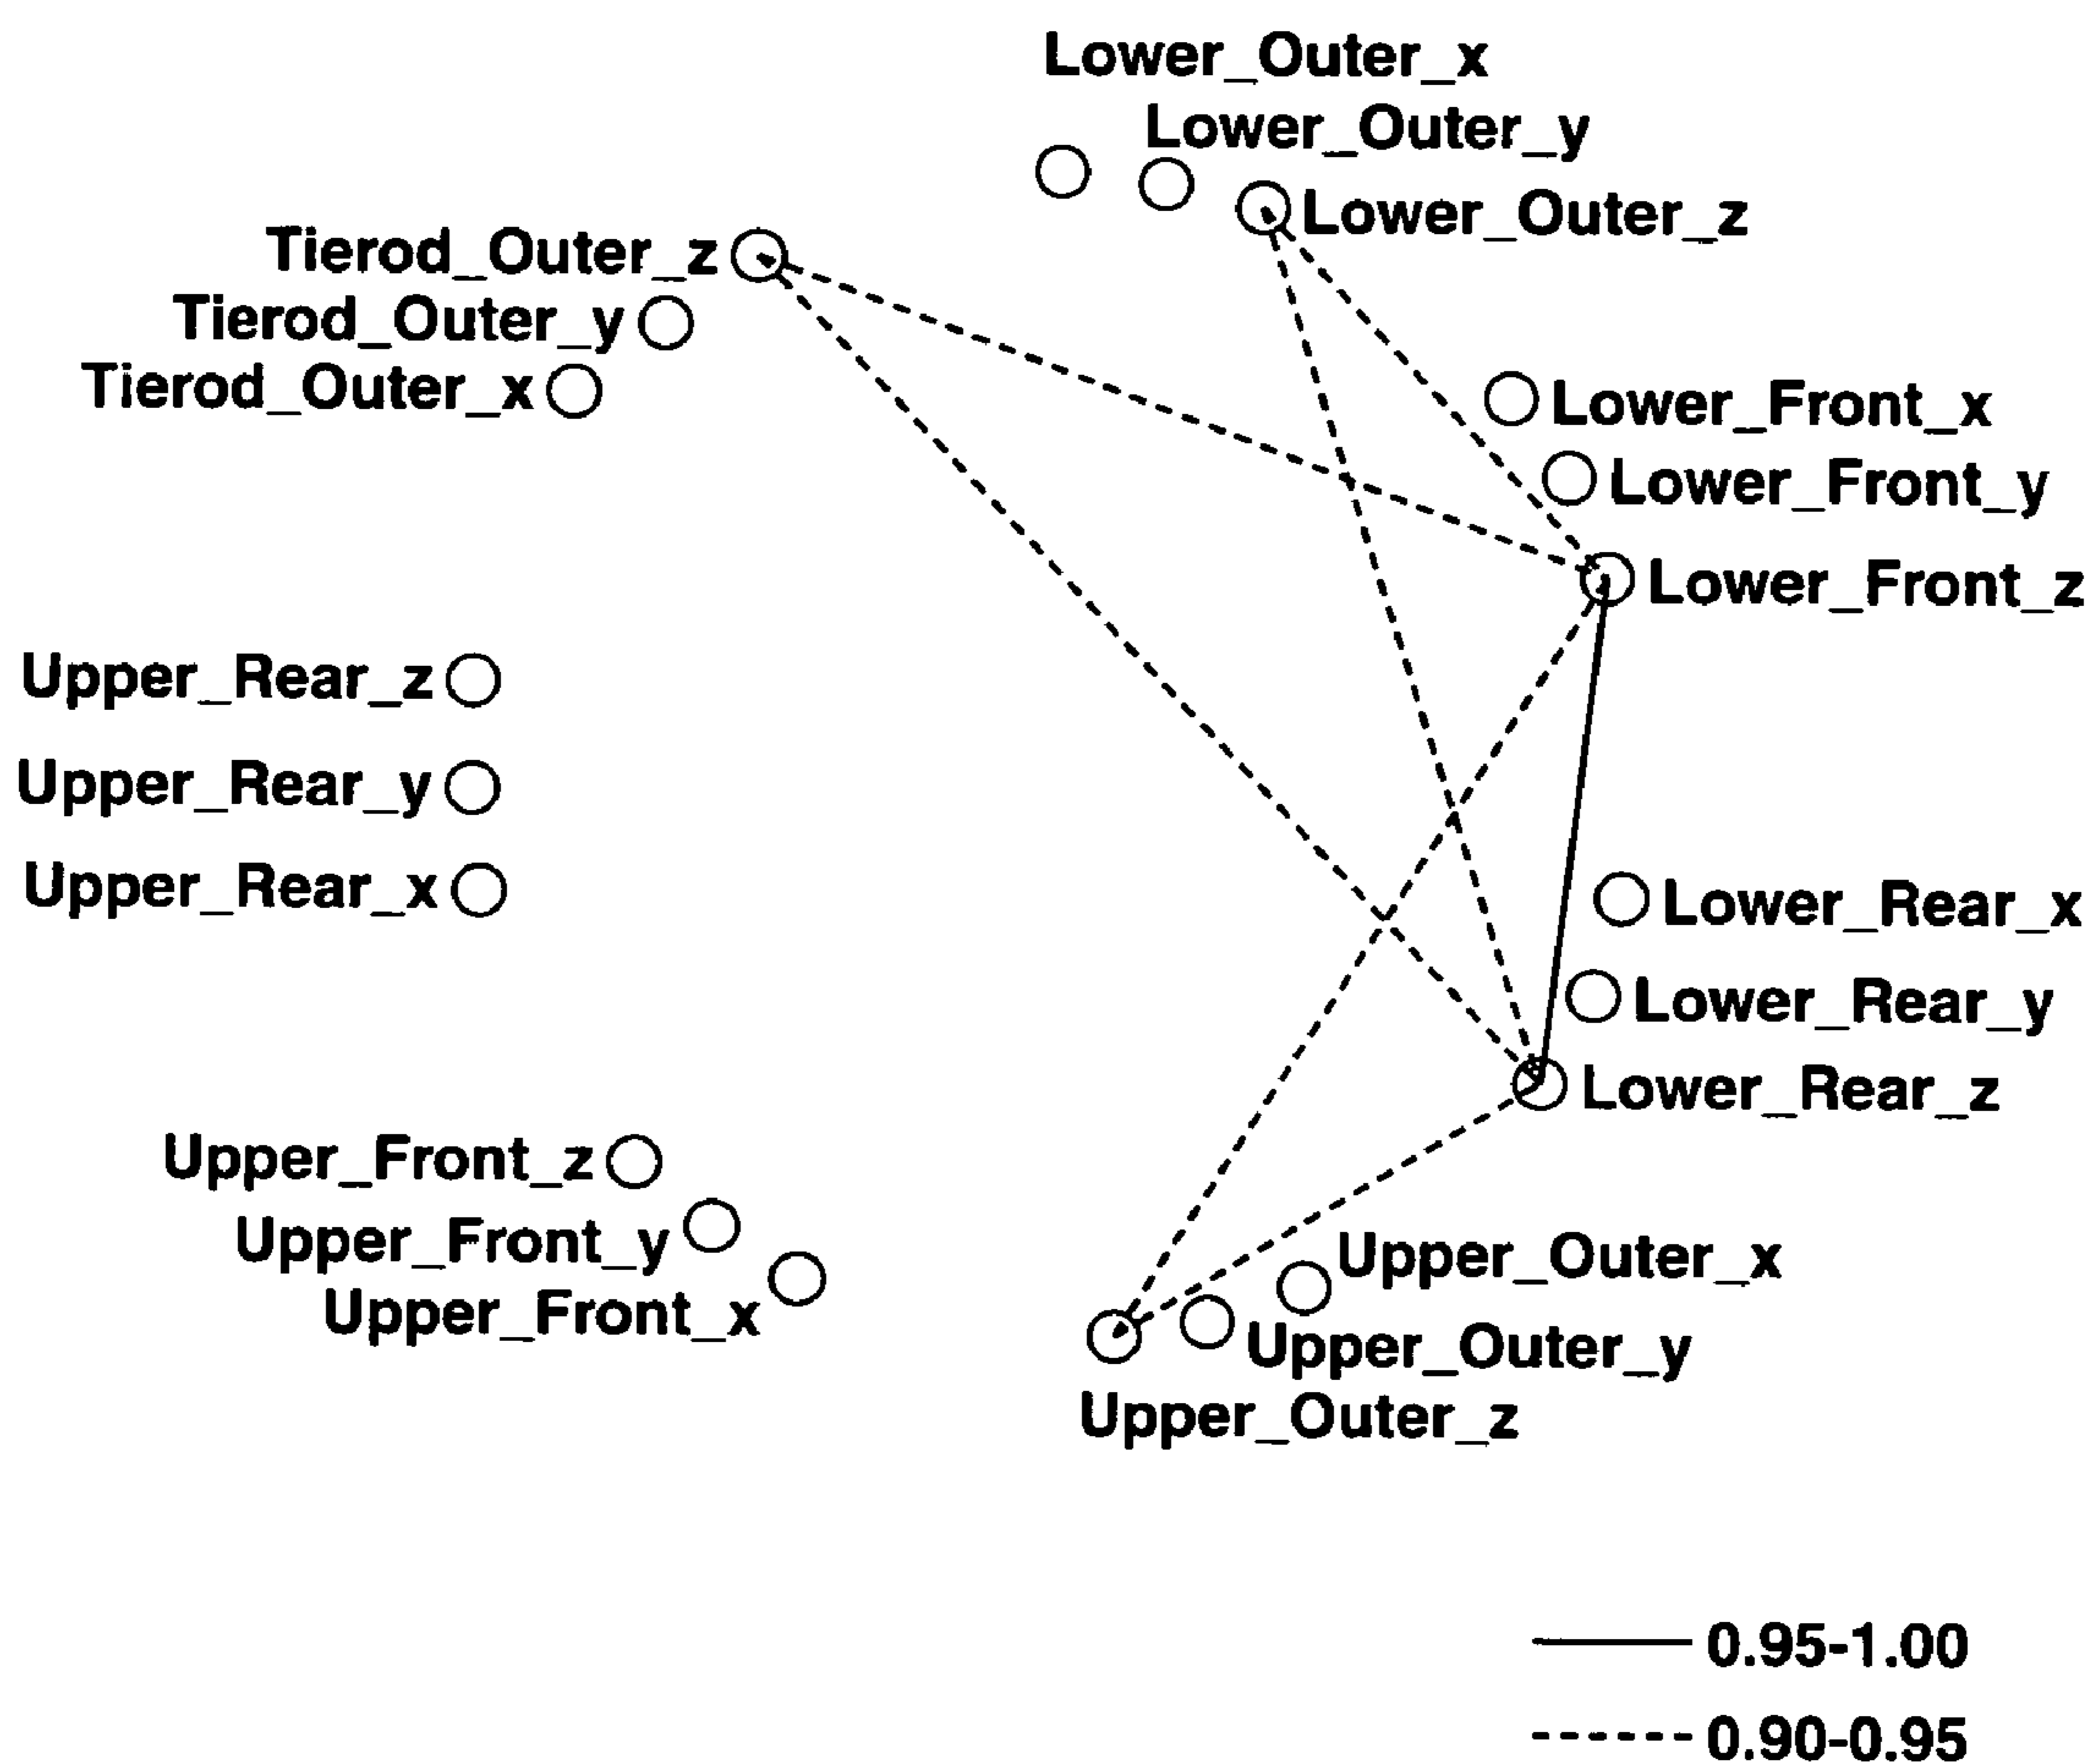 Lower_Outer_x
Lower_Outer_y
Lower_Outer_z
Tierod_Outer_z
Tierod_Outer_y
Tierod_Outer_x
Lower_Front_x
Lower_Front_y
Lower_Front_z
Upper_Rear_z
Upper_Rear_y
Upper_Rear_x
Lower_Rear_x
Lower_Rear_y
Lower_Rear_z
Upper_Front_z
Upper_Front_y
Upper_Front_x
Upper_Outer_x
Upper_Outer_y
Upper_Outer_z
0.95-1.00
0.90-0.95